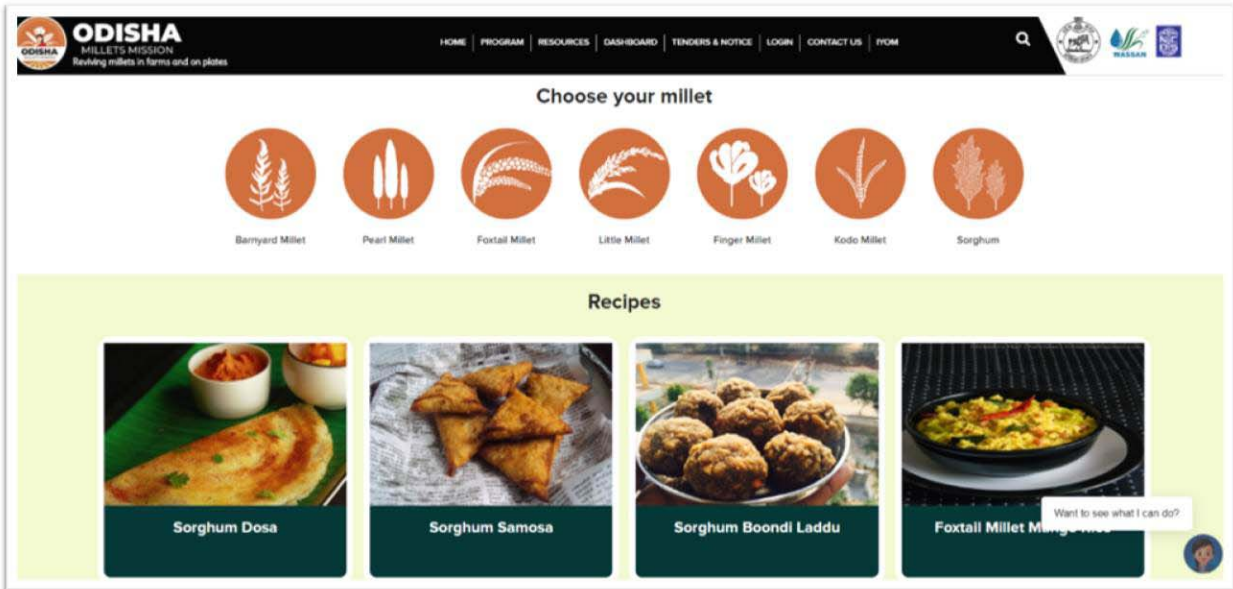 ODISHA
MILLETS MISSION
Reviving millets in farms and on plates
ODISHA
HOME PROGRAM RESOURCES DASHBOARD TENDERS & NOTICE LOGIN CONTACT US IYOM
WASSAN
Choose your millet
Barnyard Millet Pearl Millet Foxtail Millet Little Millet Finger Millet Kodo Millet Sorghum
Recipes
Want to see what I can do?
Sorghum Dosa Sorghum Samosa Sorghum Boondi Laddu Foxtail Millet